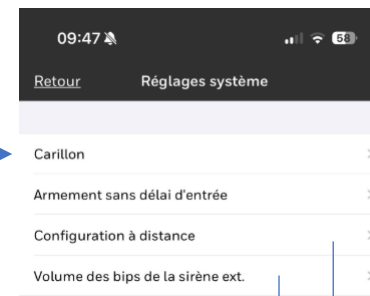 09:47 58
Retour Réglages système
Carillon
Armement sans délai d'entrée
Configuration à distance
Volume des bips de la sirène ext.